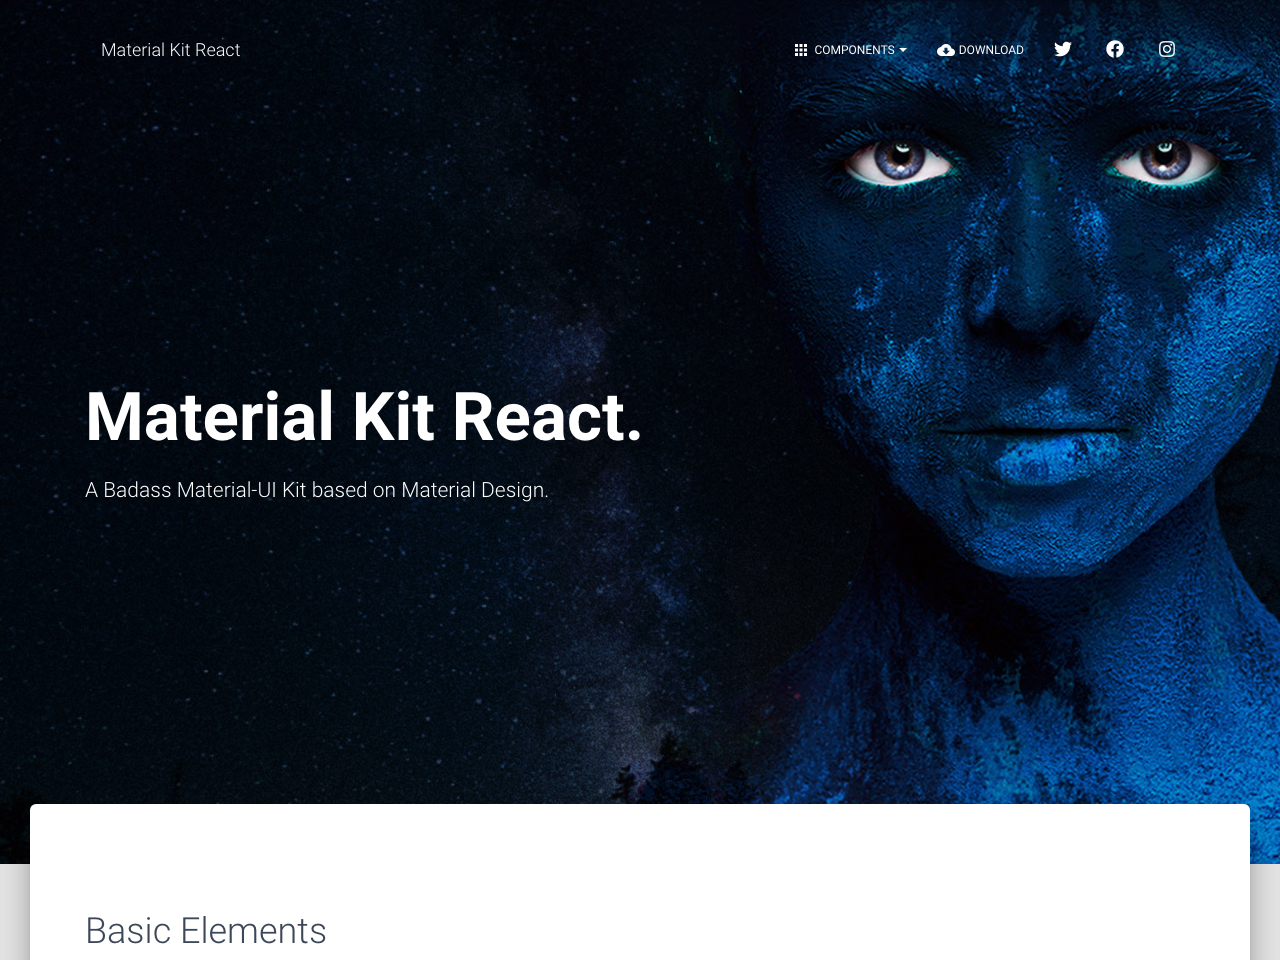 Material Kit React
COMPONENTS
DOWNLOAD
Material Kit React.
A Badass Material-UI Kit based on Material Design.
Basic Elements